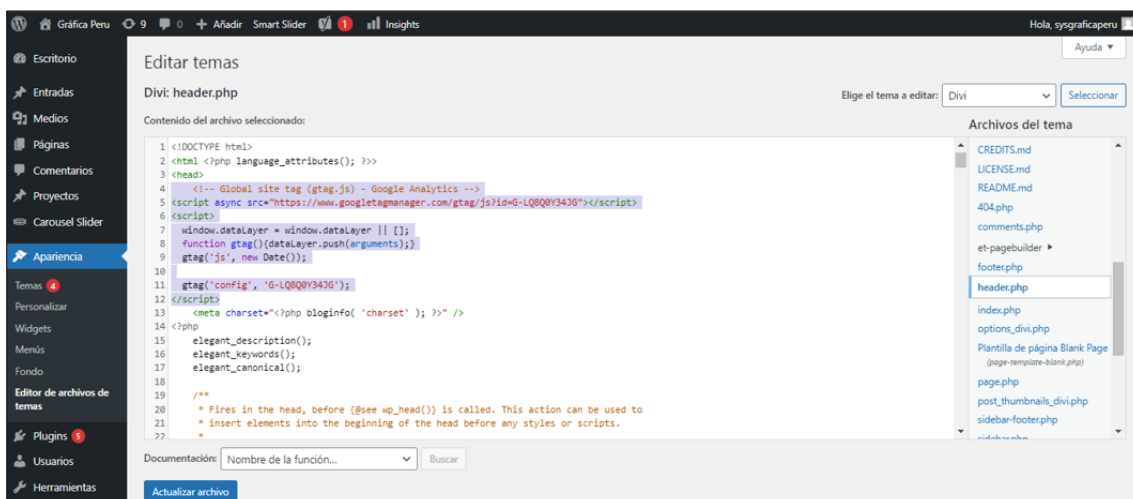 Gráfica Peru 9 0 + Añadir Smart Slider 1 Insights Hola, sysgraficaperu
Ayuda ▼
Escritorio
Entradas
Medios
Páginas
Comentarios
Proyectos
Carousel Slider
Apariencia
Temas 4
Personalizar
Widgets
Menús
Fondo
Editor de archivos de
temas
Plugins 5
Usuarios
Herramientas
Editar temas
Divi: header.php
Elige el tema a editar: Divi Seleccionar
Contenido del archivo seleccionado:
1 <!DOCTYPE html>
2 <html <?php language_attributes(); ?>>
3 <head>
4 <!-- Global site tag (gtag.js) - Google Analytics -->
5 <script async src="https://www.googletagmanager.com/gtag/js?id=G-LQ8Q0Y34JG"></script>
6 <script>
7 window.dataLayer = window.dataLayer || [];
8 function gtag(){dataLayer.push(arguments);}
9 gtag('js', new Date());
10
11 gtag('config', 'G-LQ8Q0Y34JG');
12 </script>
13 <meta charset="<?php bloginfo( 'charset' ); ?>" />
14 <?php
15 elegant_description();
16 elegant_keywords();
17 elegant_canonical();
18
19 /**
20 * Fires in the head, before {@see wp_head()} is called. This action can be used to
21 * insert elements into the beginning of the head before any styles or scripts.
22 *
Archivos del tema
CREDITS.md
LICENSE.md
README.md
404.php
comments.php
et-pagebuilder ▶
footer.php
header.php
index.php
options_divi.php
Plantilla de página Blank Page
(page-template-blank.php)
page.php
post_thumbnails_divi.php
sidebar-footer.php
sidebar.php
Documentación: Nombre de la función... Buscar
Actualizar archivo